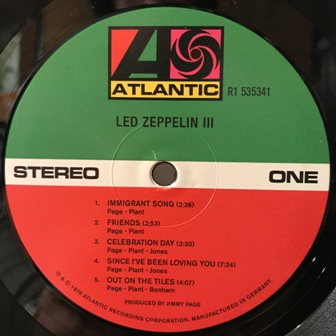 ATLANTIC
R1 535341
LED ZEPPELIN III
STEREO ONE
1. IMMIGRANT SONG (2:26)
Page - Plant
2. FRIENDS (3:53)
Page - Plant
3. CELEBRATION DAY (3:30)
Page - Plant - Jones
4. SINCE I'VE BEEN LOVING YOU (7:24)
Page - Plant - Jones
5. OUT ON THE TILES (4:07)
Page - Plant - Bonham
PRODUCED BY JIMMY PAGE
℗ & © 1970 ATLANTIC RECORDING CORPORATION. MANUFACTURED IN GERMANY.